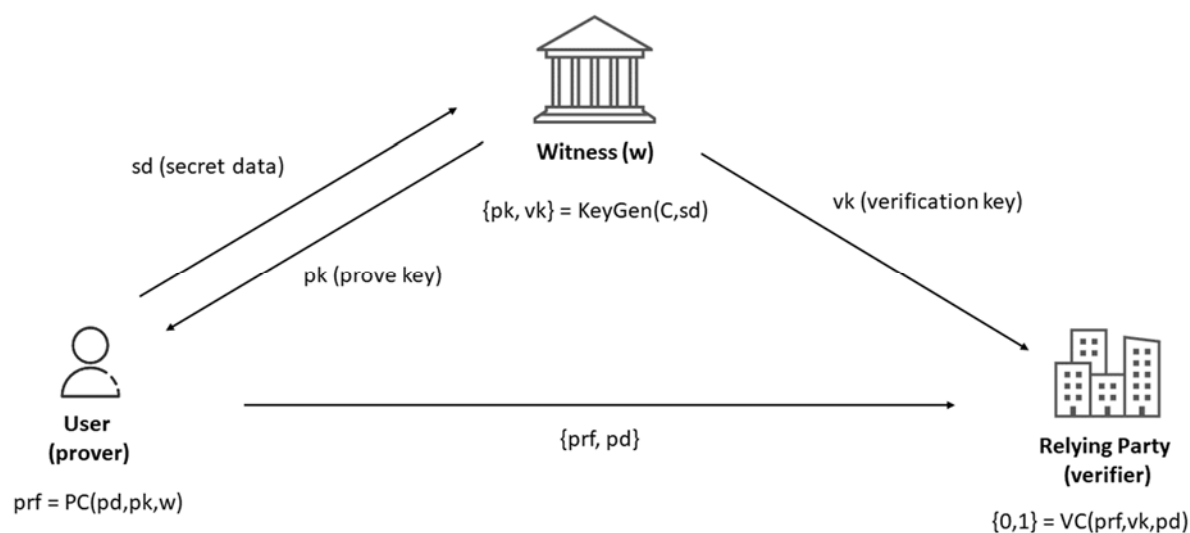 Witness (w)
sd (secret data)
{pk, vk} = KeyGen(C,sd)
vk (verification key)
pk (prove key)
User
(prover)
{prf, pd}
Relying Party
(verifier)
prf = PC(pd,pk,w)
{0,1} = VC(prf,vk,pd)